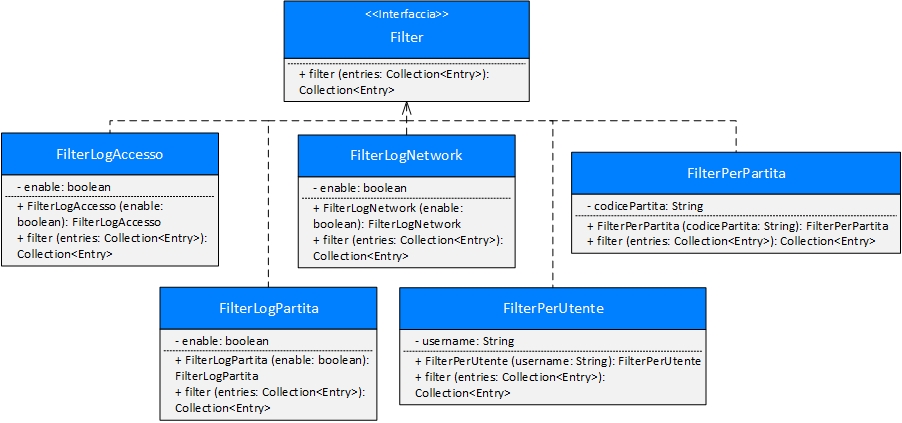 <<Interfaccia>>
Filter
+ filter (entries: Collection<Entry>):
Collection<Entry>
FilterLogAccesso
- enable: boolean
+ FilterLogAccesso (enable:
boolean): FilterLogAccesso
+ filter (entries: Collection<Entry>):
Collection<Entry>
FilterLogNetwork
- enable: boolean
+ FilterLogNetwork (enable:
boolean): FilterLogNetwork
+ filter (entries: Collection<Entry>):
Collection<Entry>
FilterPerPartita
- codicePartita: String
+ FilterPerPartita (codicePartita: String): FilterPerPartita
+ filter (entries: Collection<Entry>): Collection<Entry>
FilterLogPartita
- enable: boolean
+ FilterLogPartita (enable: boolean):
FilterLogPartita
+ filter (entries: Collection<Entry>):
Collection<Entry>
FilterPerUtente
- username: String
+ FilterPerUtente (username: String): FilterPerUtente
+ filter (entries: Collection<Entry>):
Collection<Entry>